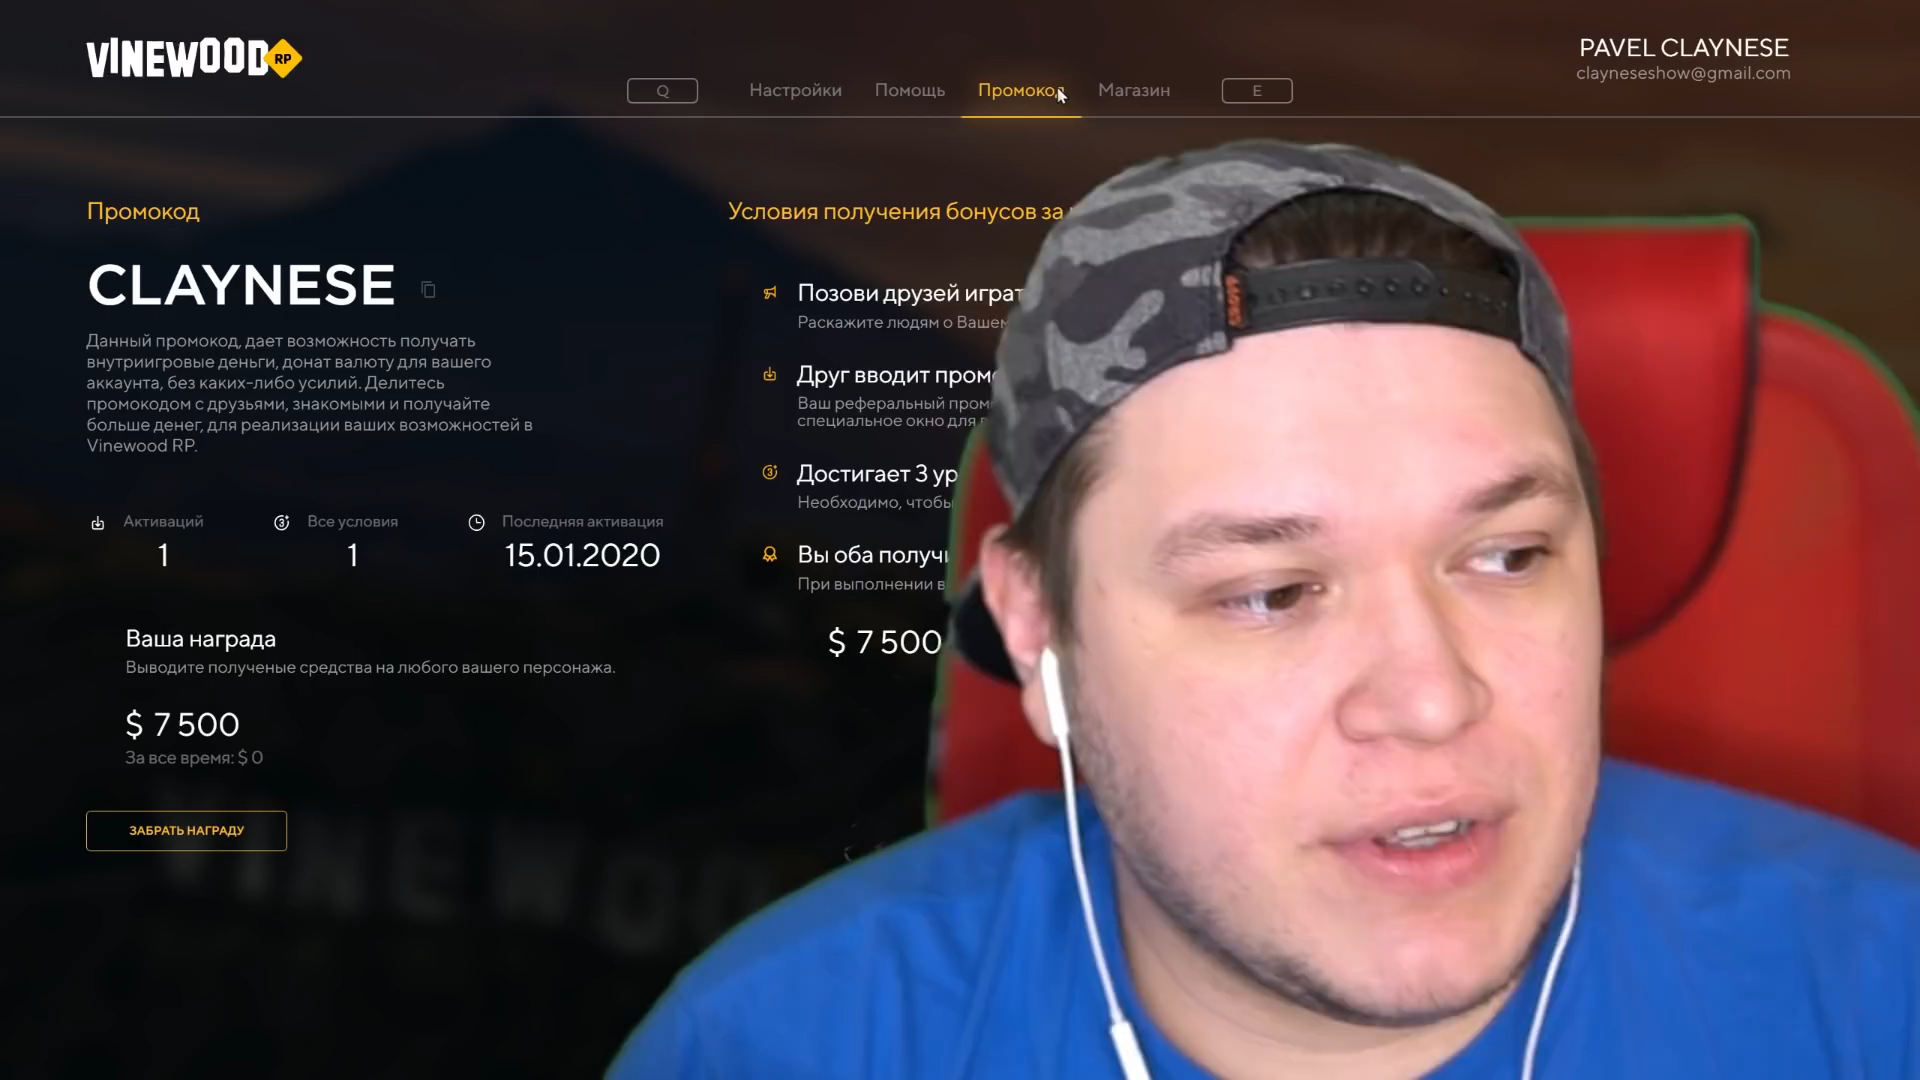 VINEWOOD RP
PAVEL CLAYNESE
clayneseshow@gmail.com
Q Настройки Помощь Промокод Магазин E
Промокод
CLAYNESE
Данный промокод, дает возможность получать
внутриигровые деньги, донат валюту для вашего
аккаунта, без каких-либо усилий. Делитесь
промокодом с друзьями, знакомыми и получайте
больше денег, для реализации ваших возможностей в
Vinewood RP.
Активаций
1
Все условия
1
Последняя активация
15.01.2020
Ваша награда
Выводите полученые средства на любого вашего персонажа.
$ 7 500
За все время: $ 0
ЗАБРАТЬ НАГРАДУ
Условия получения бонусов за
Позови друзей играт
Раскажите людям о Вашем
Друг вводит промо
Ваш реферальный пром
специальное окно для
Достигает 3 ур
Необходимо, чтобы
Вы оба получи
При выполнении в
$ 7 500
VINEWOO